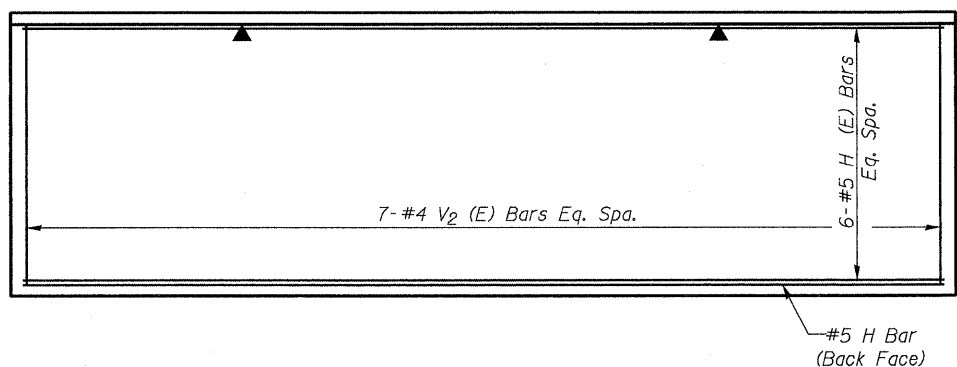 6-#5 H (E) Bars
Eq. Spa.
7-#4 V2 (E) Bars Eq. Spa.
#5 H Bar
(Back Face)